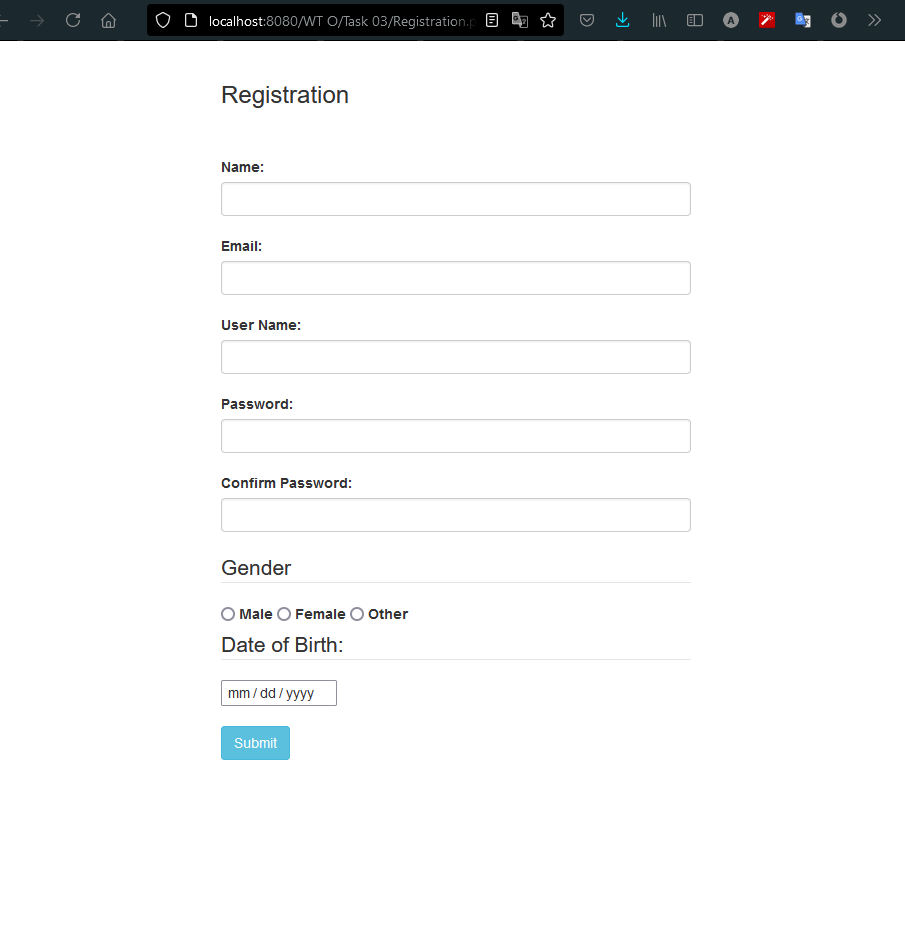 localhost:8080/WT O/Task 03/Registration.
Registration
Name:
Email:
User Name:
Password:
Confirm Password:
Gender
Male Female Other
Date of Birth:
mm / dd / yyyy
Submit